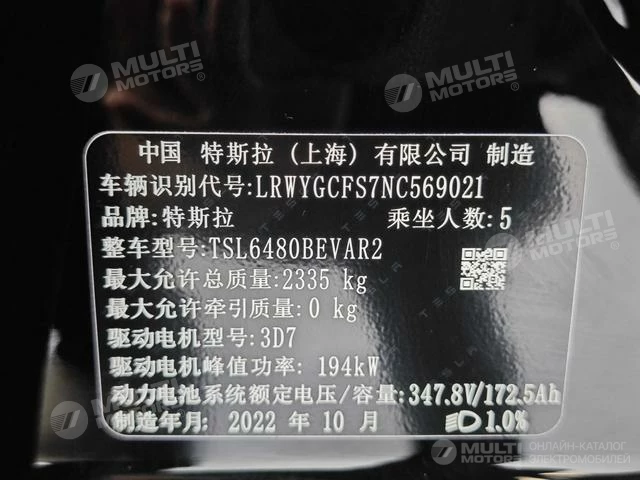 MULTI MOTORS®
MULTI MOTORS®
中国 特斯拉 (上海) 有限公司 制造
车辆识别代号:LRWYGCFS7NC569021
品牌:特斯拉 乘坐人数:5
整车型号:TSL6480BEVAR2
最大允许总质量:2335 kg
最大允许牵引质量:0 kg
驱动电机型号:3D7
驱动电机峰值功率: 194kW
动力电池系统额定电压/容量:347.8V/172.5Ah
制造年月: 2022 年 10 月 1.0%
TESLA
MULTI MOTORS
ОНЛАЙН-КАТАЛОГ
ЭЛЕКТРОМОБИЛЕЙ